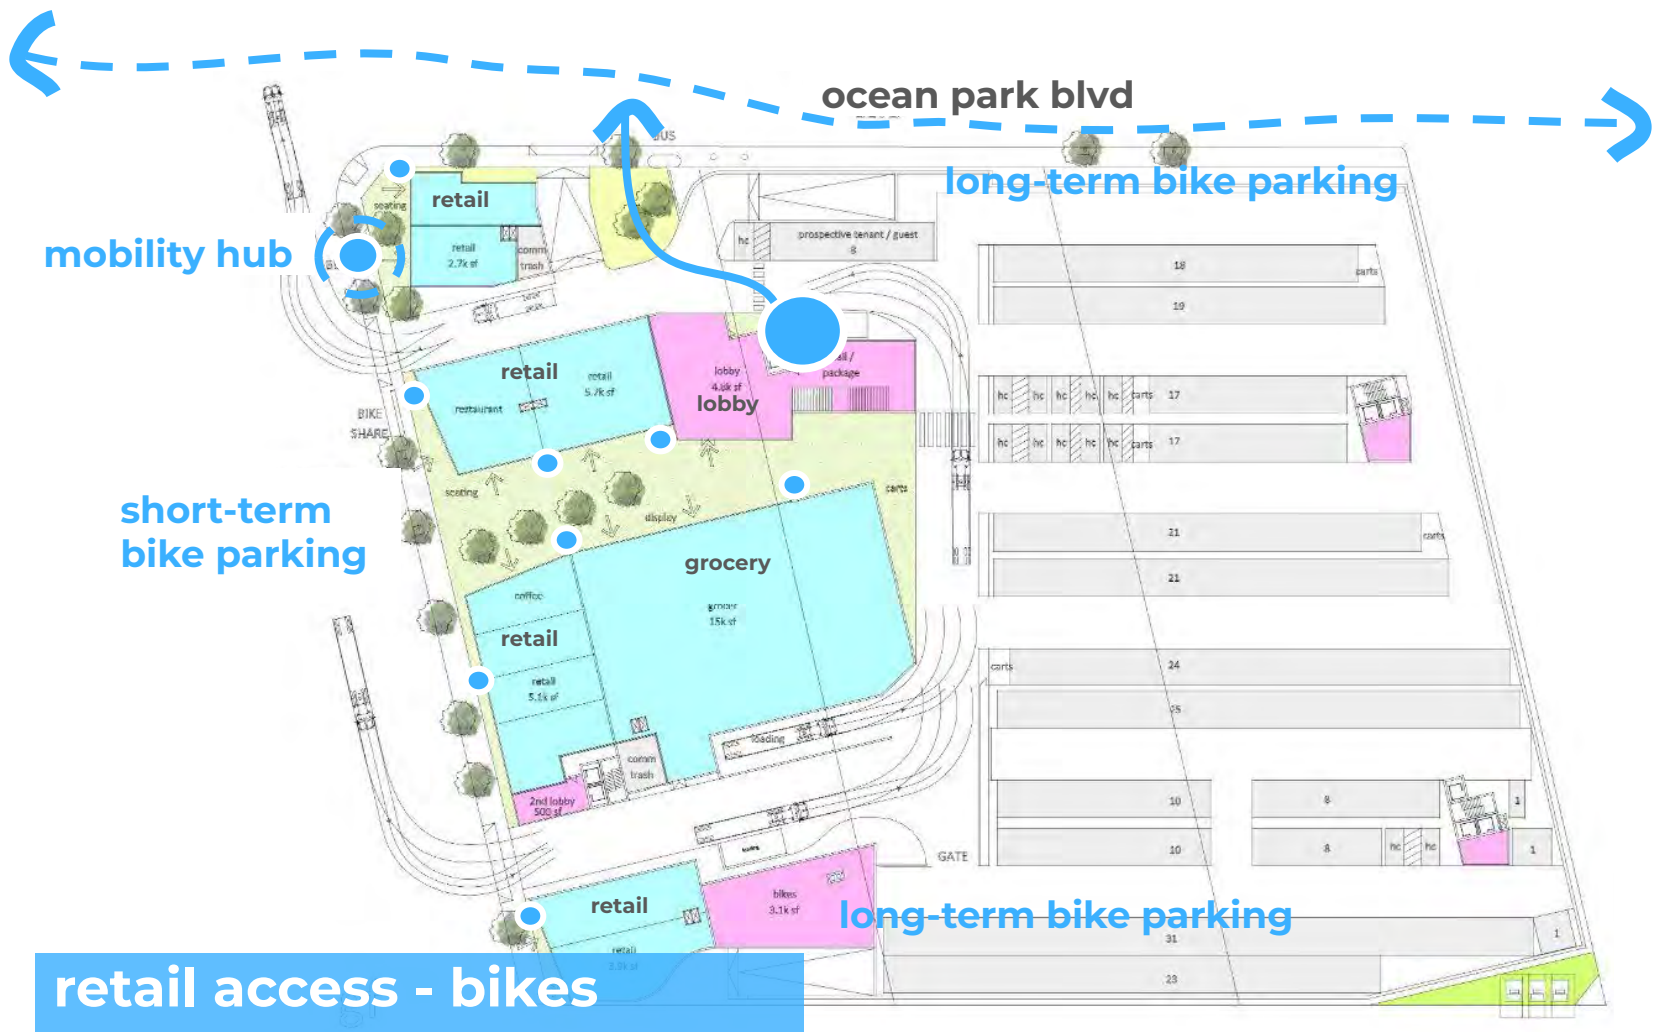 ocean park blvd
BUS
long-term bike parking
retail
seating
mobility hub
retail
2.7k sf
comm
trash
hc
prospective tenant / guest
8
18
carts
19
retail
retail
5.7k sf
restaurant
lobby
4.8k sf
lobby
package
BIKE
SHARE
hc
hc
hc
hc
hc
carts
17
hc
hc
hc
hc
hc
carts
17
short-term
bike parking
seating
display
carts
21
carts
21
grocery
grocer
15k sf
coffee
retail
retail
5.1k sf
carts
24
25
loading
comm
trash
2nd lobby
500 sf
10
8
1
10
8
hc
hc
1
GATE
retail
bikes
3.1k sf
long-term bike parking
31
1
retail
23
retail access - bikes